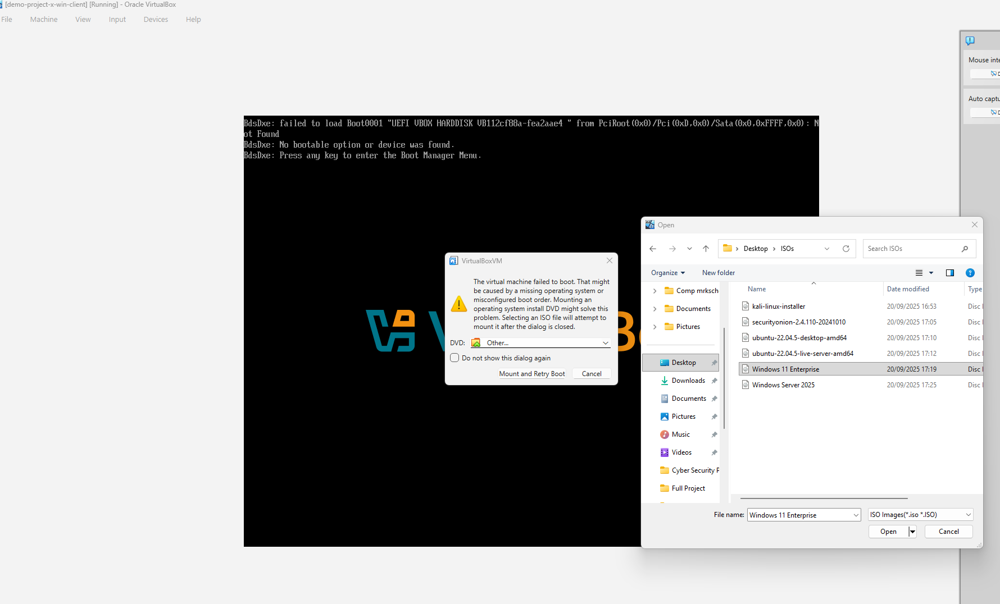 [demo-project-x-win-client] [Running] - Oracle VirtualBox
File Machine View Input Devices Help
Mouse inte
Auto captu
BdsDxe: failed to load Boot0001 "UEFI VBOX HARDDISK VB112cf88a-fea2aae4 " from PciRoot(0x0)/Pci(0xD,0x0)/Sata(0x0,0xFFFF,0x0): N
ot Found
BdsDxe: No bootable option or device was found.
BdsDxe: Press any key to enter the Boot Manager Menu.
VirtualBoxVM
The virtual machine failed to boot. That might
be caused by a missing operating system or
misconfigured boot order. Mounting an
operating system install DVD might solve this
problem. Selecting an ISO file will attempt to
mount it after the dialog is closed.
DVD: Other...
Do not show this dialog again
Mount and Retry Boot Cancel
Open
Desktop ISOs
Search ISOs
Organize New folder
Comp mrksch
Documents
Pictures
Desktop
Downloads
Documents
Pictures
Music
Videos
Cyber Security P
Full Project
Name Date modified Type
kali-linux-installer 20/09/2025 16:53 Disc I
securityonion-2.4.110-20241010 20/09/2025 17:05 Disc I
ubuntu-22.04.5-desktop-amd64 20/09/2025 17:10 Disc I
ubuntu-22.04.5-live-server-amd64 20/09/2025 17:12 Disc I
Windows 11 Enterprise 20/09/2025 17:19 Disc I
Windows Server 2025 20/09/2025 17:25 Disc I
File name: Windows 11 Enterprise ISO Images(*.iso *.ISO)
Open Cancel